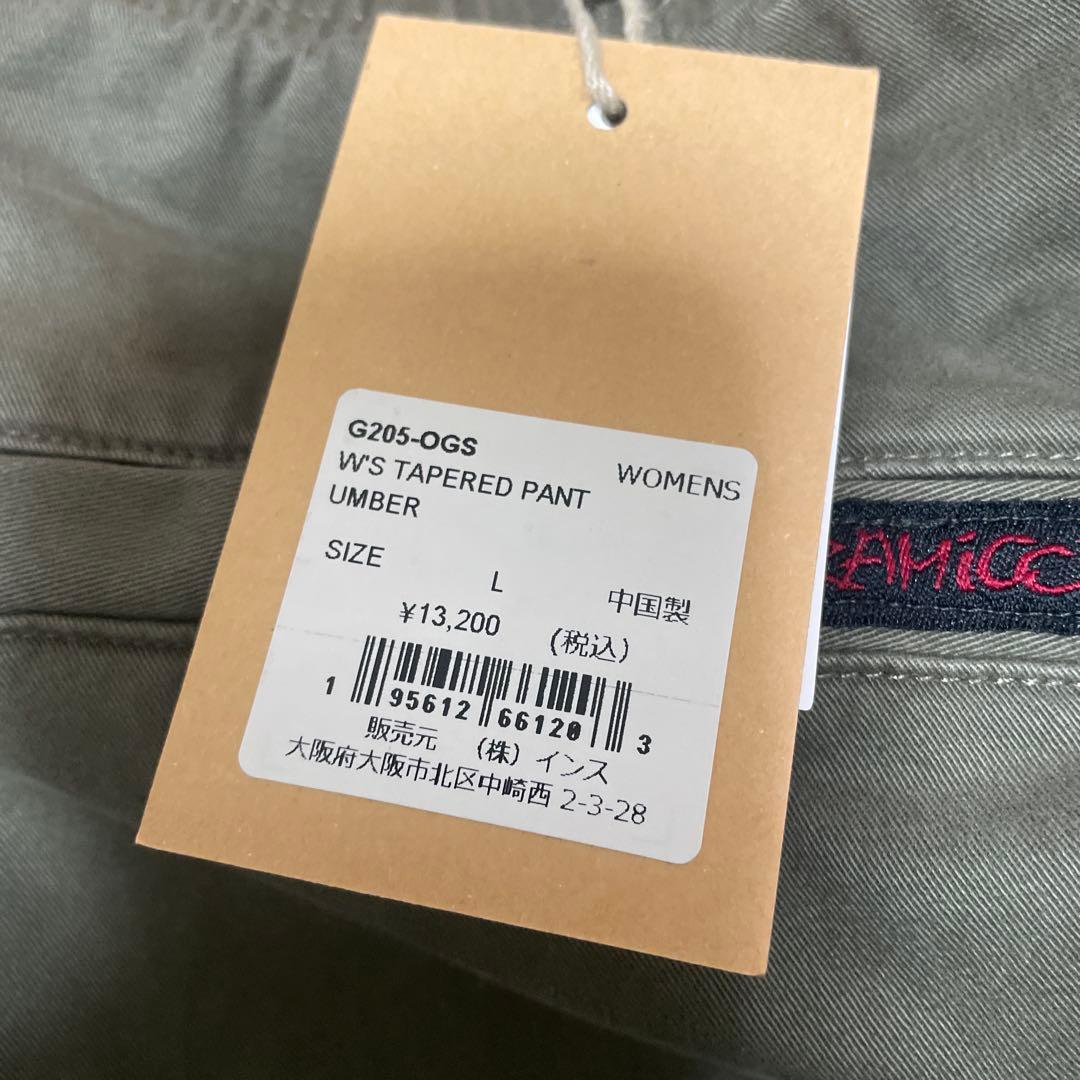 G205-OGS
W'S TAPERED PANT WOMENS
UMBER
SIZE
L 中国製
¥13,200 (税込)
1 95612 66120 3
販売元 (株) インス
大阪府大阪市北区中崎西 2-3-28